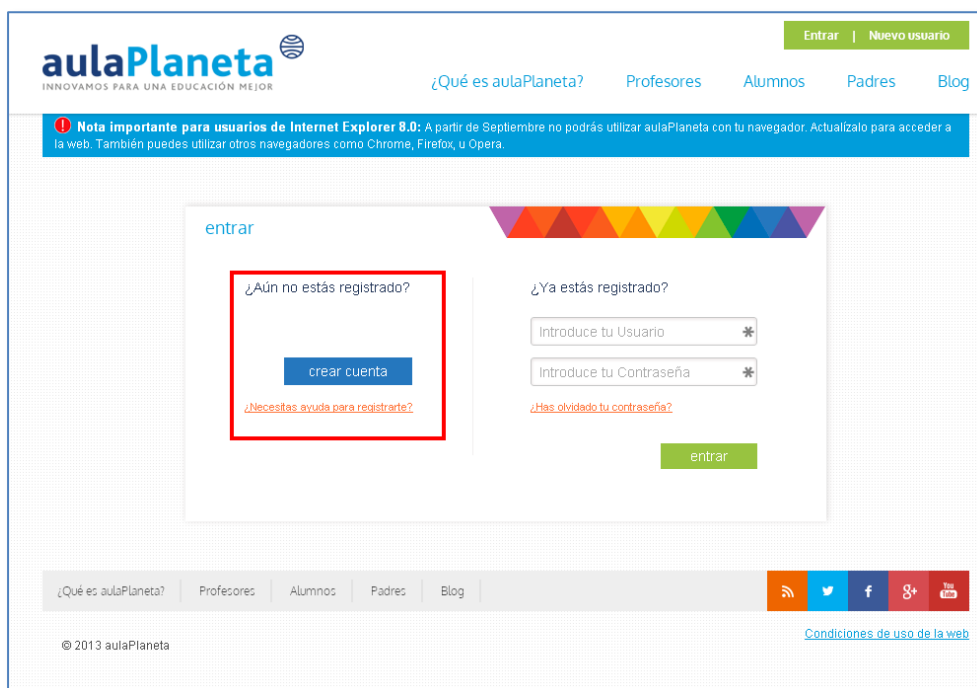 Entrar | Nuevo usuario
aulaPlaneta
INNOVAMOS PARA UNA EDUCACIÓN MEJOR
¿Qué es aulaPlaneta? Profesores Alumnos Padres Blog
Nota importante para usuarios de Internet Explorer 8.0: A partir de Septiembre no podrás utilizar aulaPlaneta con tu navegador. Actualízalo para acceder a
la web. También puedes utilizar otros navegadores como Chrome, Firefox, u Opera.
entrar
¿Aún no estás registrado?
crear cuenta
¿Necesitas ayuda para registrarte?
¿Ya estás registrado?
Introduce tu Usuario
Introduce tu Contraseña
¿Has olvidado tu contraseña?
entrar
¿Qué es aulaPlaneta? Profesores Alumnos Padres Blog
f g+ You Tube
© 2013 aulaPlaneta
Condiciones de uso de la web